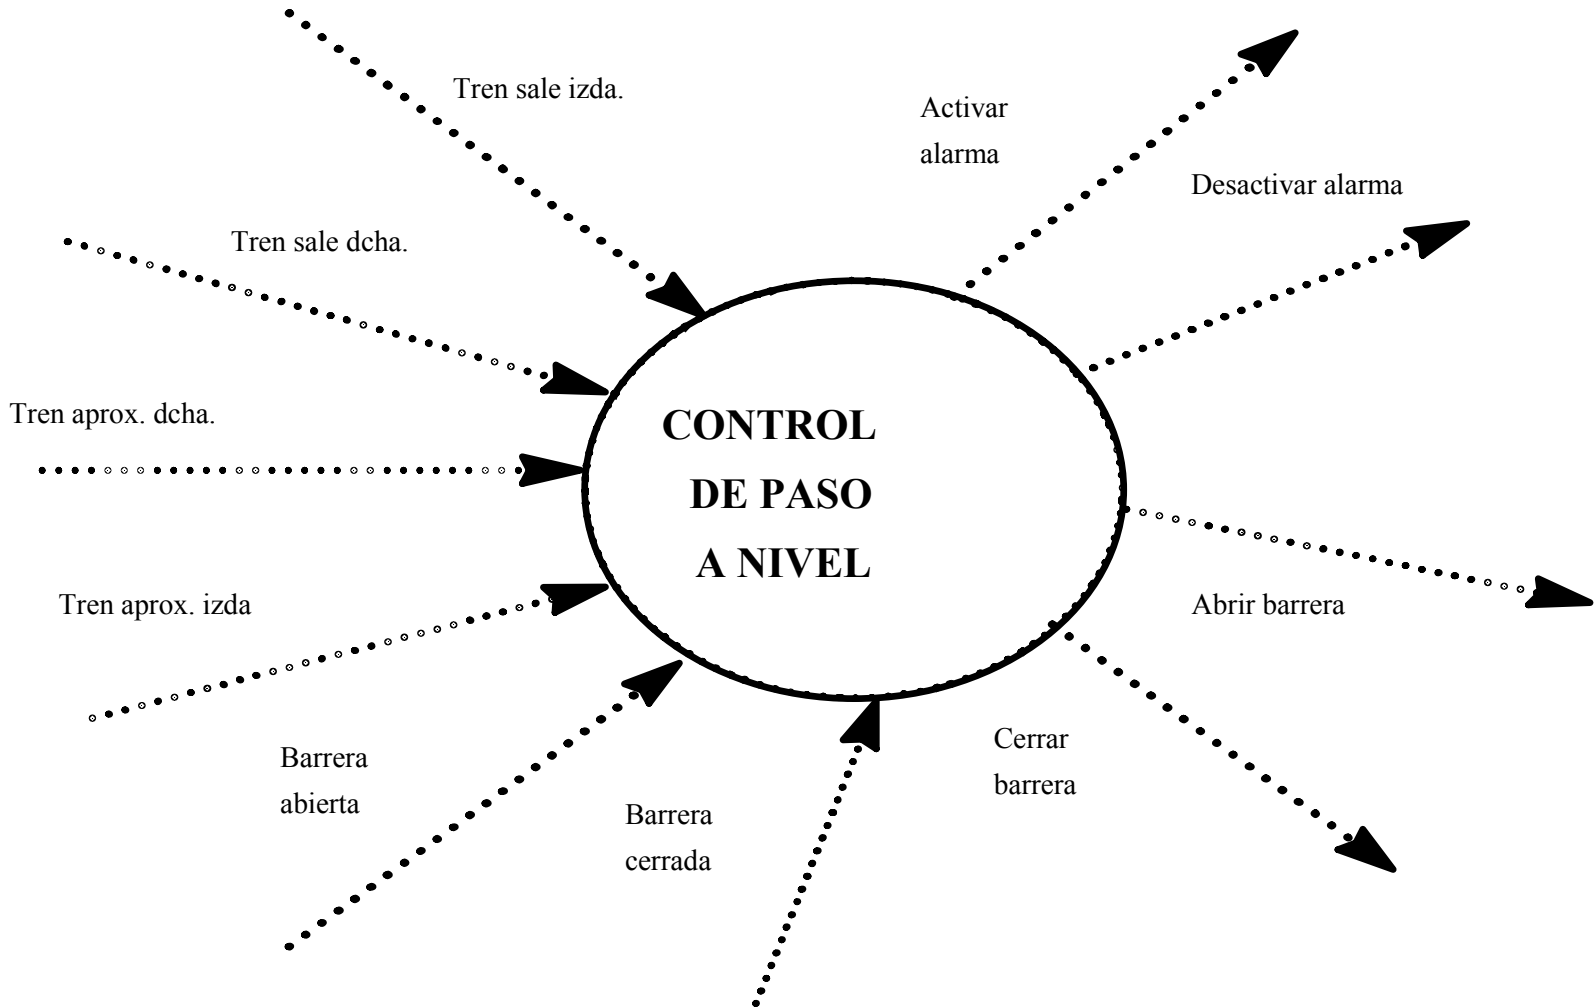 Tren sale izda.
Activar
alarma
Desactivar alarma
Tren sale dcha.
Tren aprox. dcha.
CONTROL
DE PASO
A NIVEL
Tren aprox. izda
Abrir barrera
Barrera
abierta
Barrera
cerrada
Cerrar
barrera